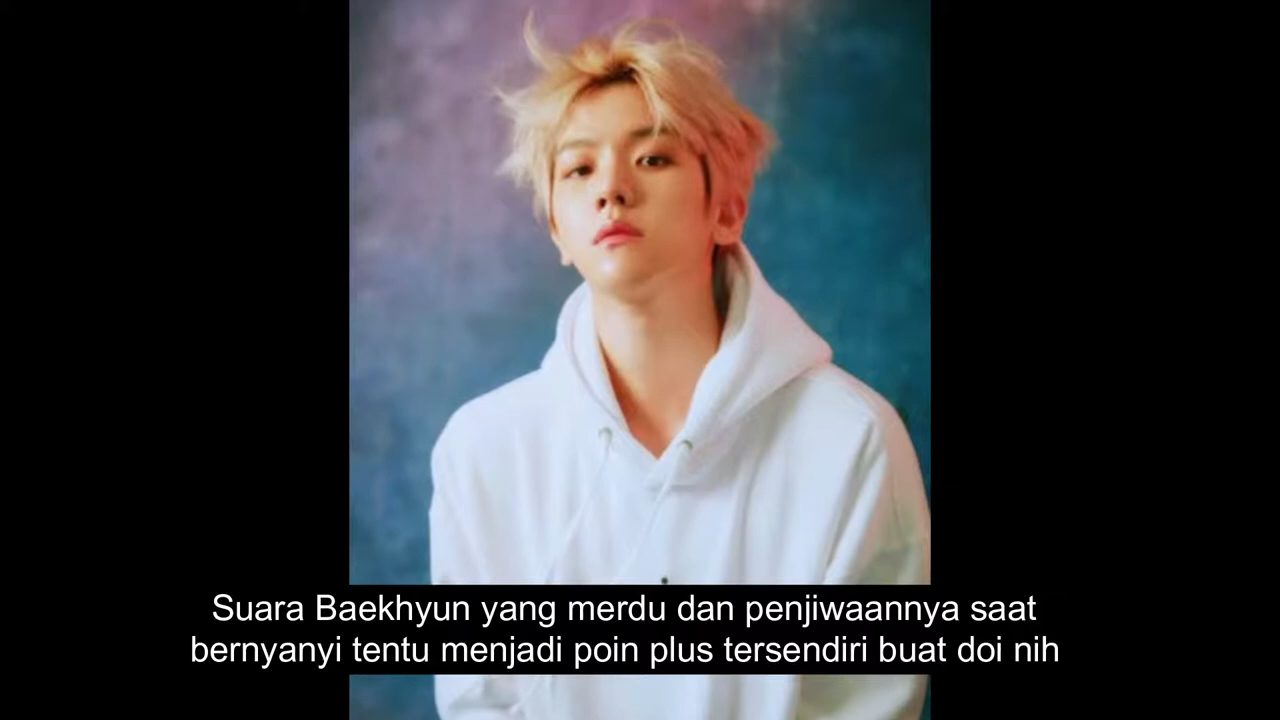 Suara Baekhyun yang merdu dan penjiwaannya saat
bernyanyi tentu menjadi poin plus tersendiri buat doi nih